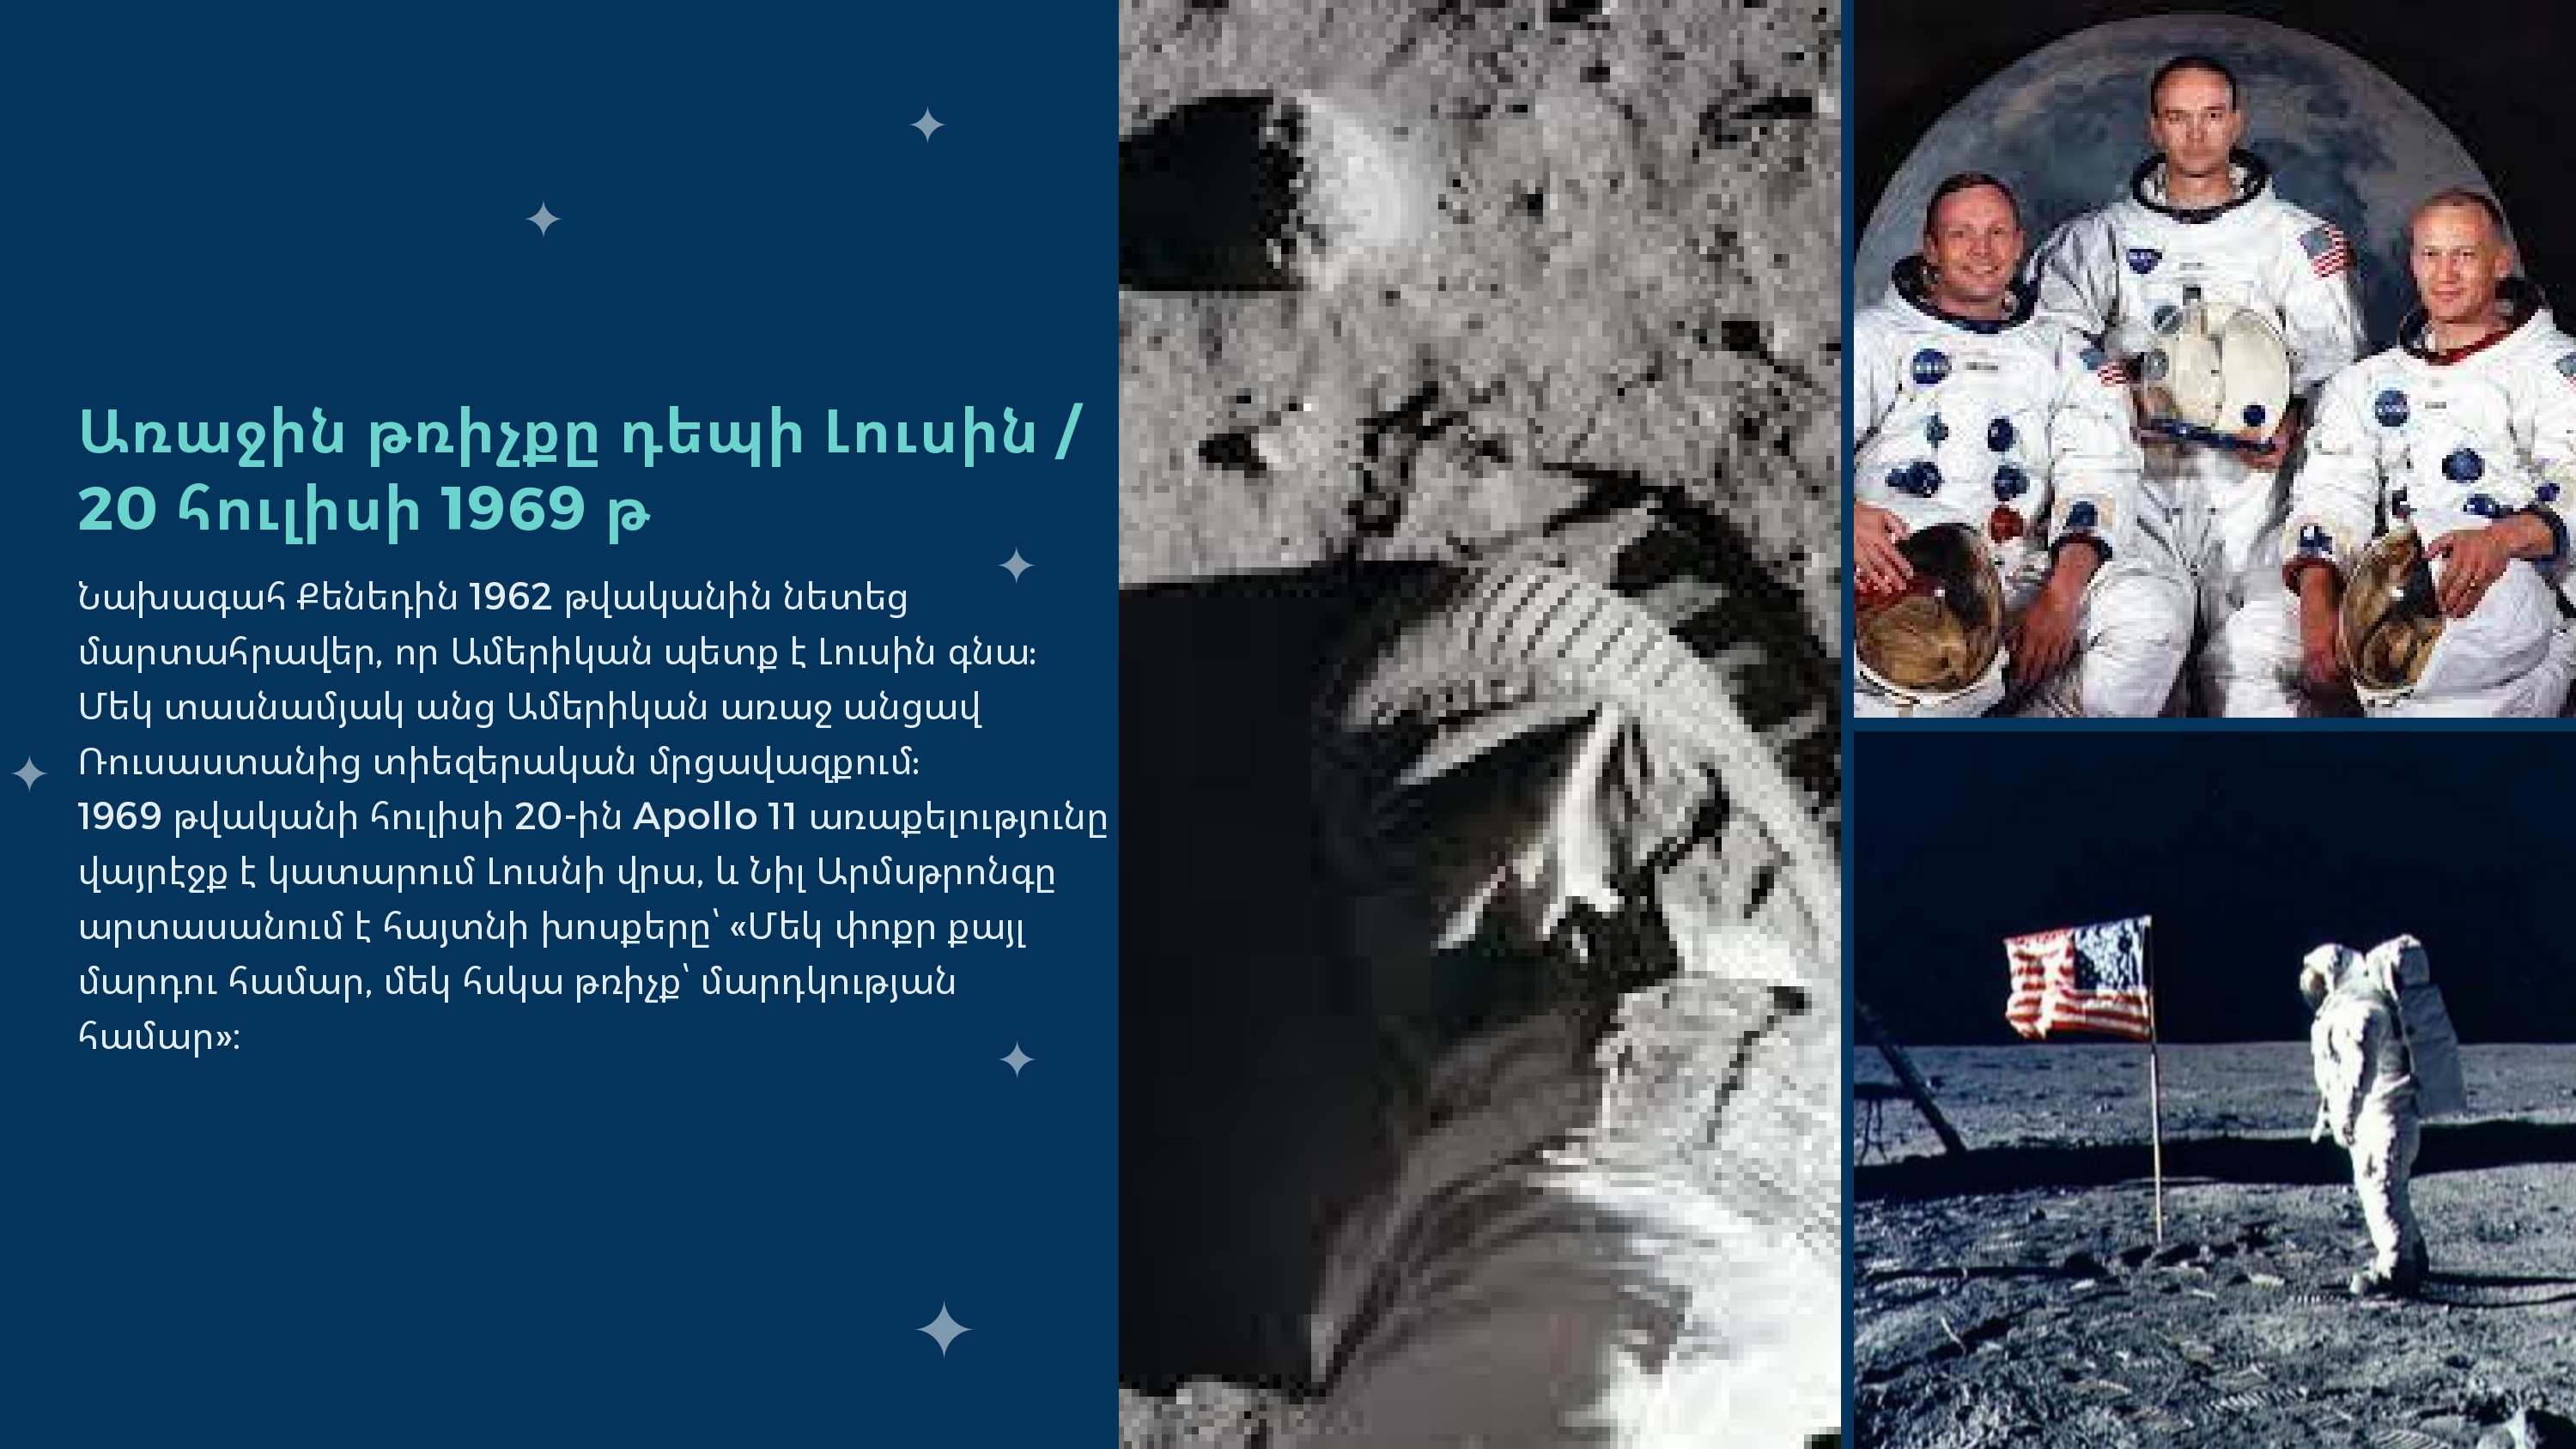 Առաջին թռիչքը դեպի Լուսին /
20 հուլիսի 1969 թ
Նախագահ Քենեդին 1962 թվականին նետեց
մարտահրավեր, որ Ամերիկան պետք է Լուսին գնա։
Մեկ տասնամյակ անց Ամերիկան առաջ անցավ
Ռուսաստանից տիեզերական մրցավազքում։
1969 թվականի հուլիսի 20-ին Apollo 11 առաքելությունը
վայրէջք է կատարում Լուսնի վրա, և Նիլ Արմսթրոնգը
արտասանում է հայտնի խոսքերը՝ «Մեկ փոքր քայլ
մարդու համար, մեկ հսկա թռիչք՝ մարդկության
համար»։